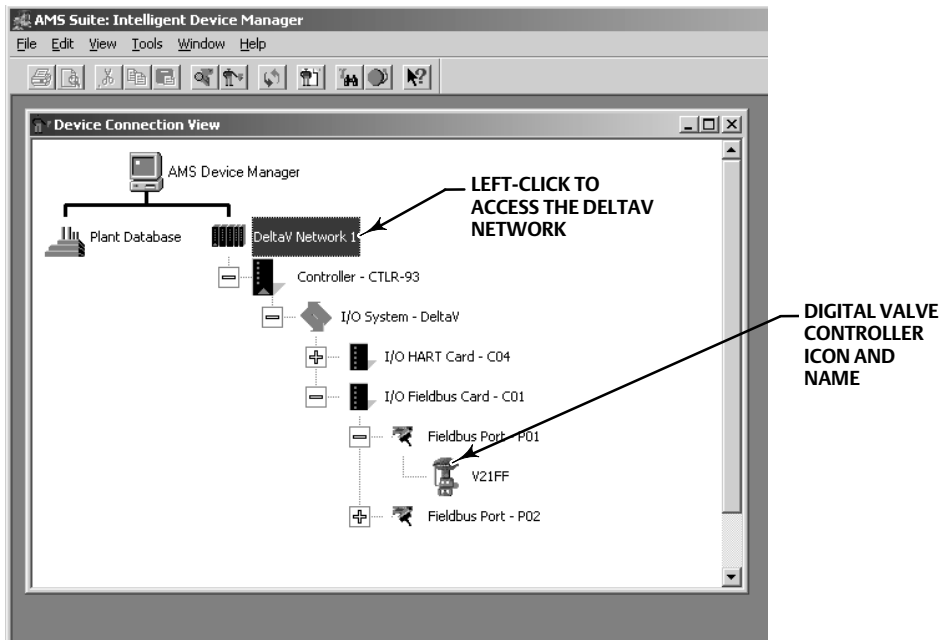 AMS Suite: Intelligent Device Manager
File Edit View Tools Window Help
Device Connection View
AMS Device Manager
LEFT-CLICK TO
ACCESS THE DELTAV
NETWORK
Plant Database
DeltaV Network 1
Controller - CTLR-93
I/O System - DeltaV
DIGITAL VALVE
CONTROLLER
ICON AND
NAME
I/O HART Card - C04
I/O Fieldbus Card - C01
Fieldbus Port - P01
V21FF
Fieldbus Port - P02